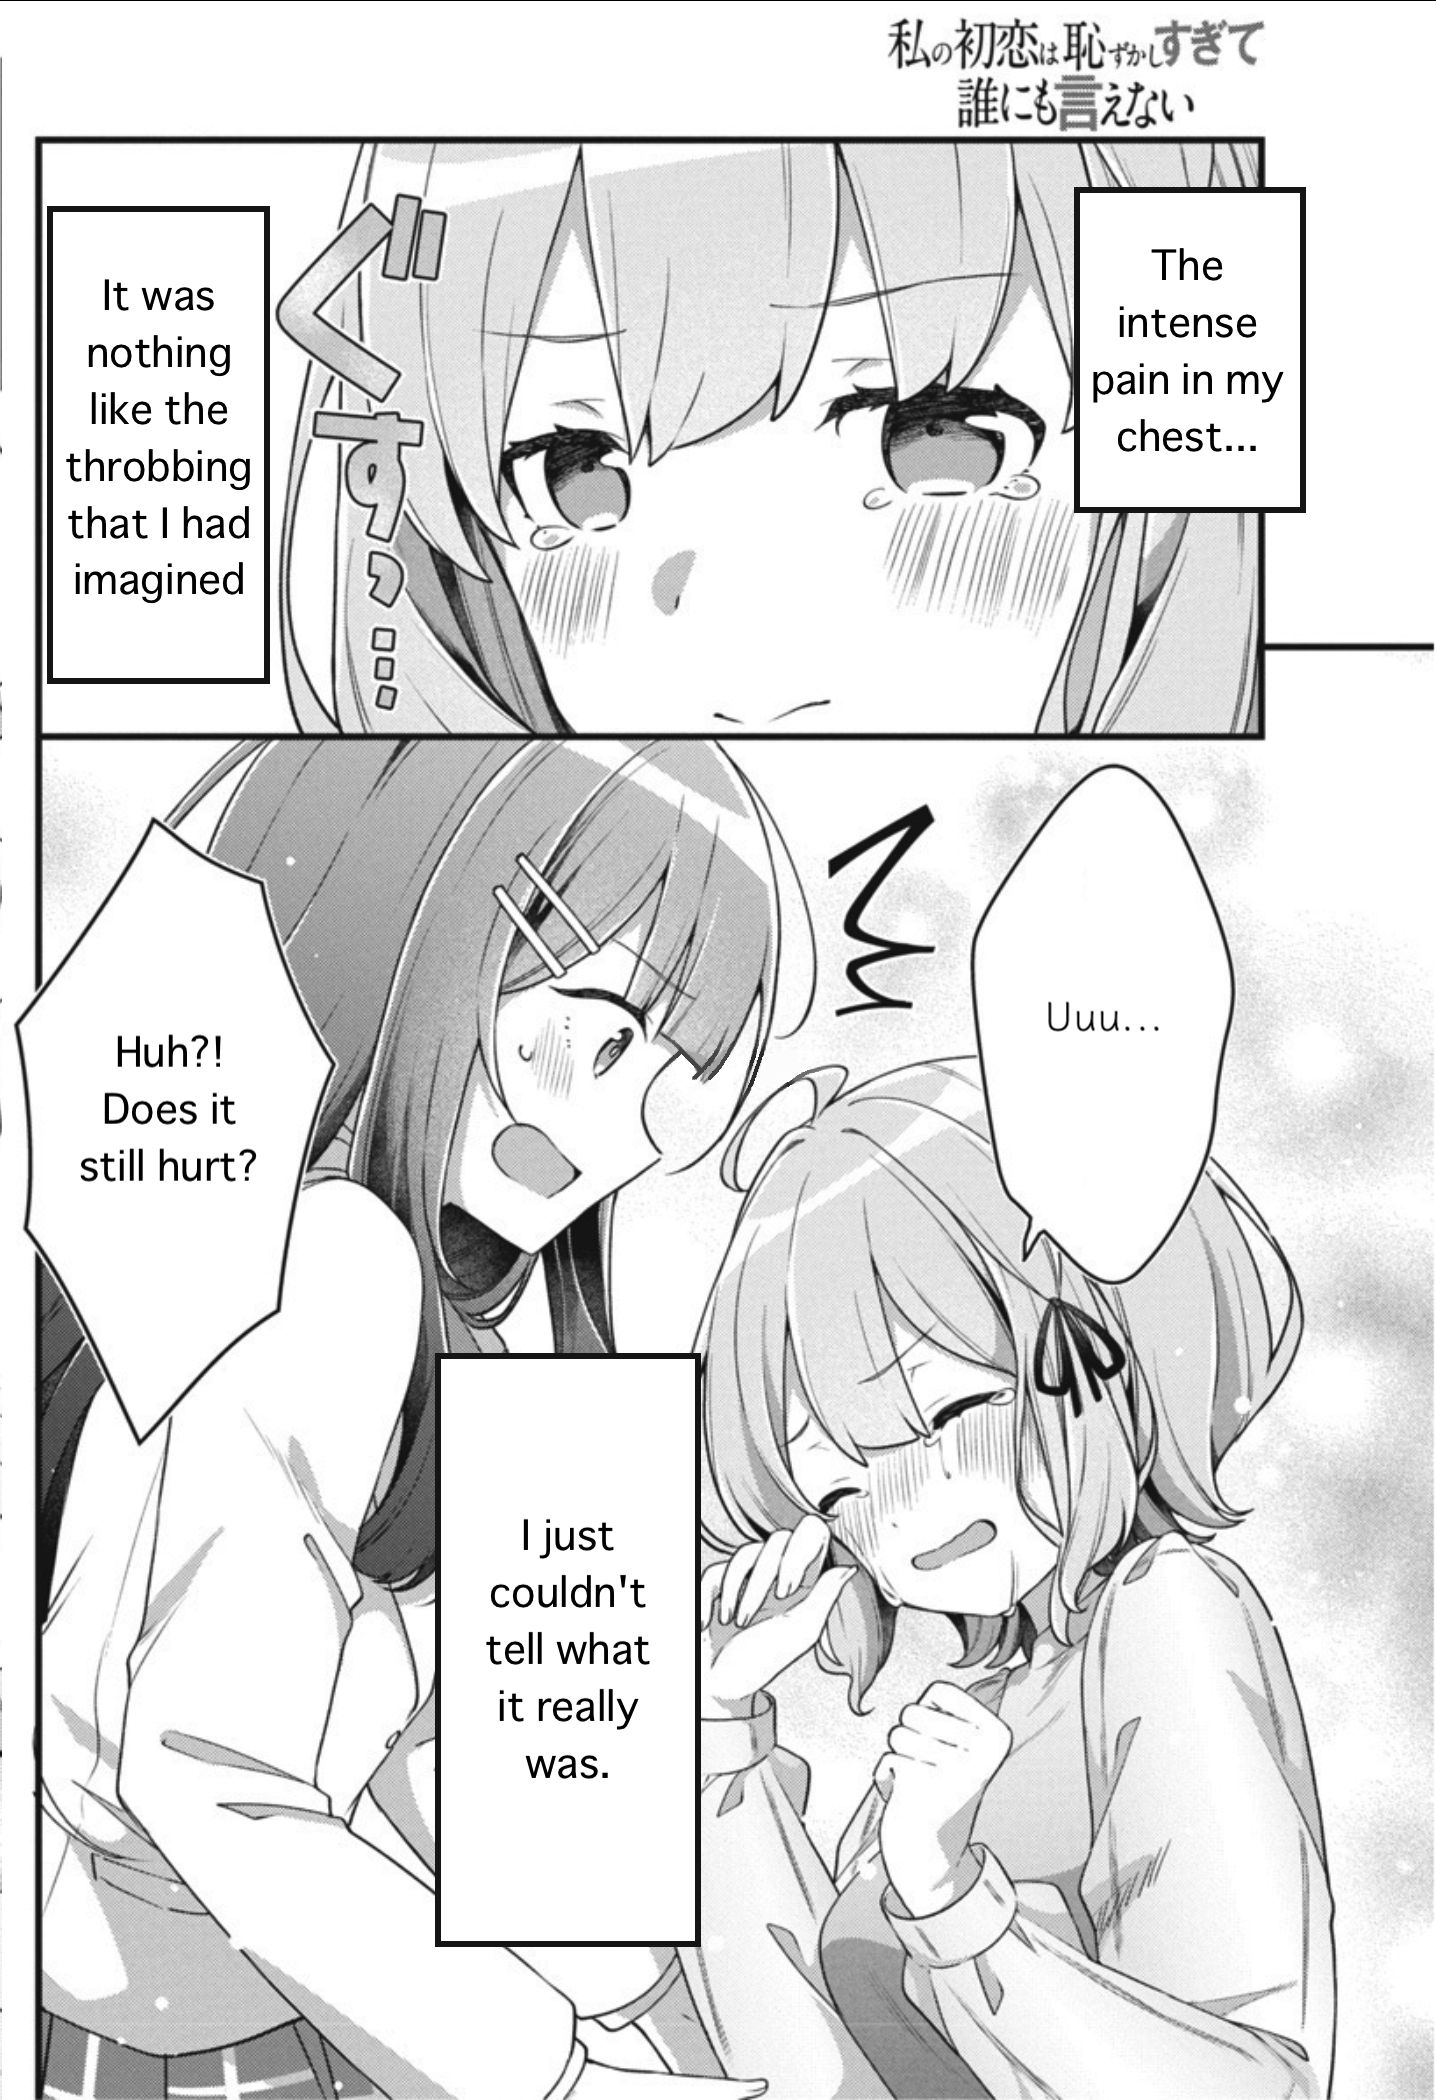 私の初恋は恥ずかしすぎて
誰にも言えない
The
intense
pain in my
chest...
ぐすっ…
It was
nothing
like the
throbbing
that I had
imagined
Uuu...
Huh?!
Does it
still hurt?
I just
couldn't
tell what
it really
was.